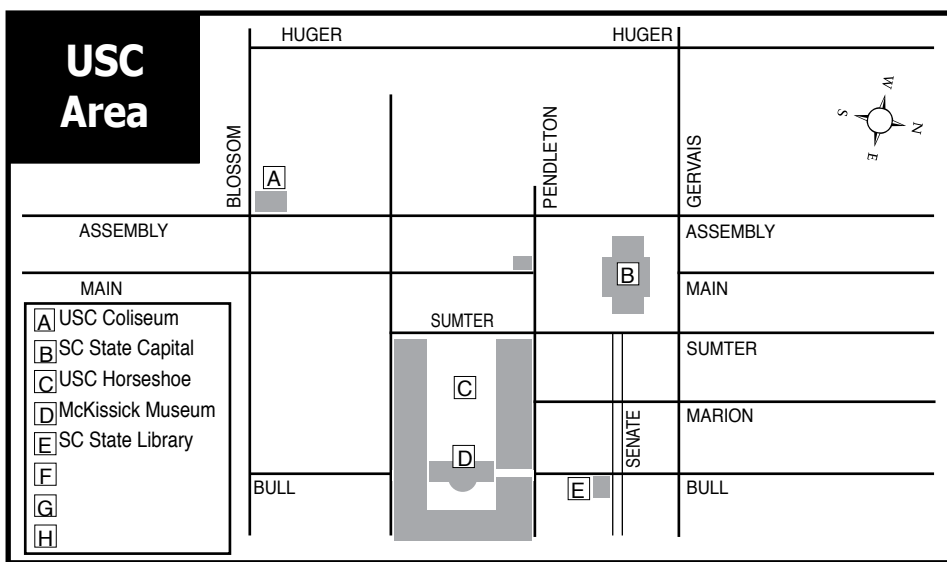 USC
Area
HUGER
HUGER
BLOSSOM
PENDLETON
GERVAIS
W
N
S
E
A
ASSEMBLY
ASSEMBLY
B
MAIN
MAIN
SUMTER
SUMTER
A USC Coliseum
B SC State Capital
C USC Horseshoe
D McKissick Museum
E SC State Library
F
G
H
C
MARION
SENATE
D
BULL
E
BULL